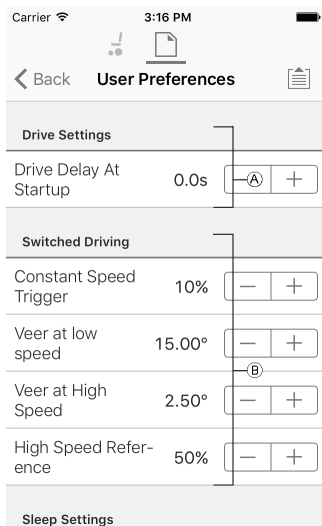 Carrier 3:16 PM
Back User Preferences
Drive Settings
Drive Delay At
Startup 0.0s A +
Switched Driving
Constant Speed
Trigger 10% − +
Veer at low
speed 15.00° − +
B
Veer at High
Speed 2.50° − +
High Speed Refer-
ence 50% − +
Sleep Settings